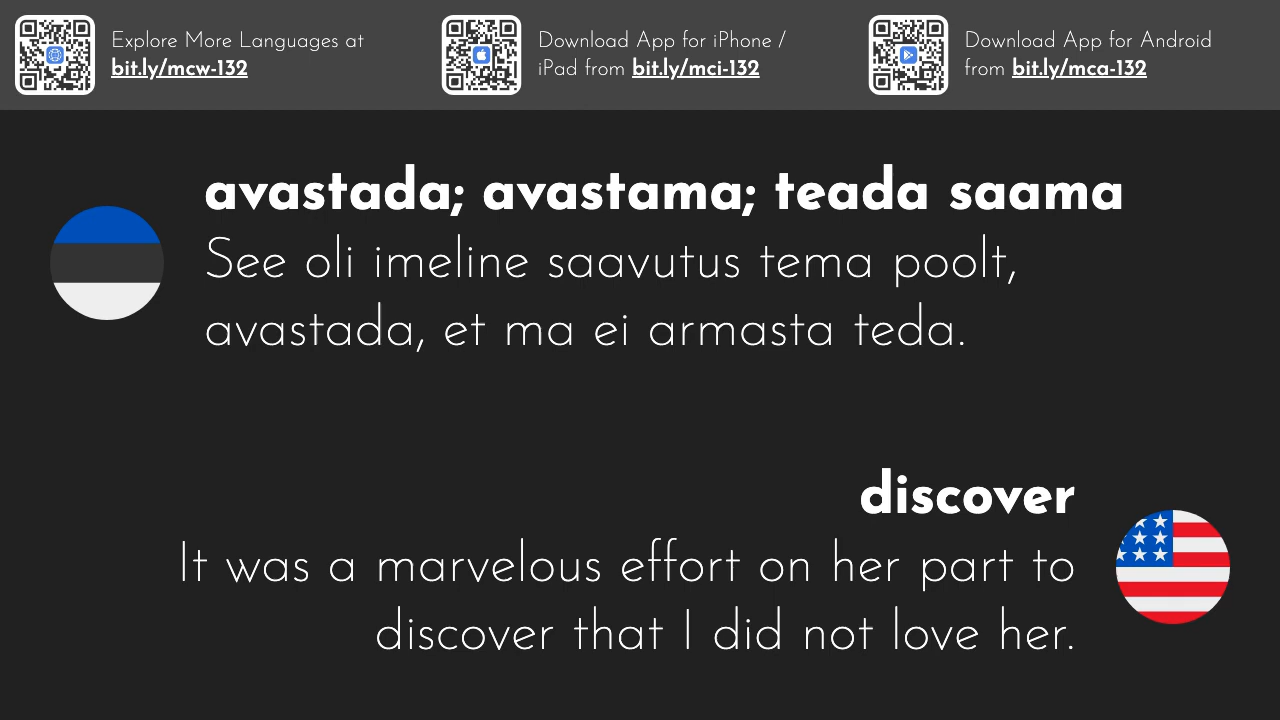 Explore More Languages at
bit.ly/mcw-132
Download App for iPhone /
iPad from bit.ly/mci-132
Download App for Android
from bit.ly/mca-132
avastada; avastama; teada saama
See oli imeline saavutus tema poolt,
avastada, et ma ei armasta teda.
discover
It was a marvelous effort on her part to
discover that I did not love her.